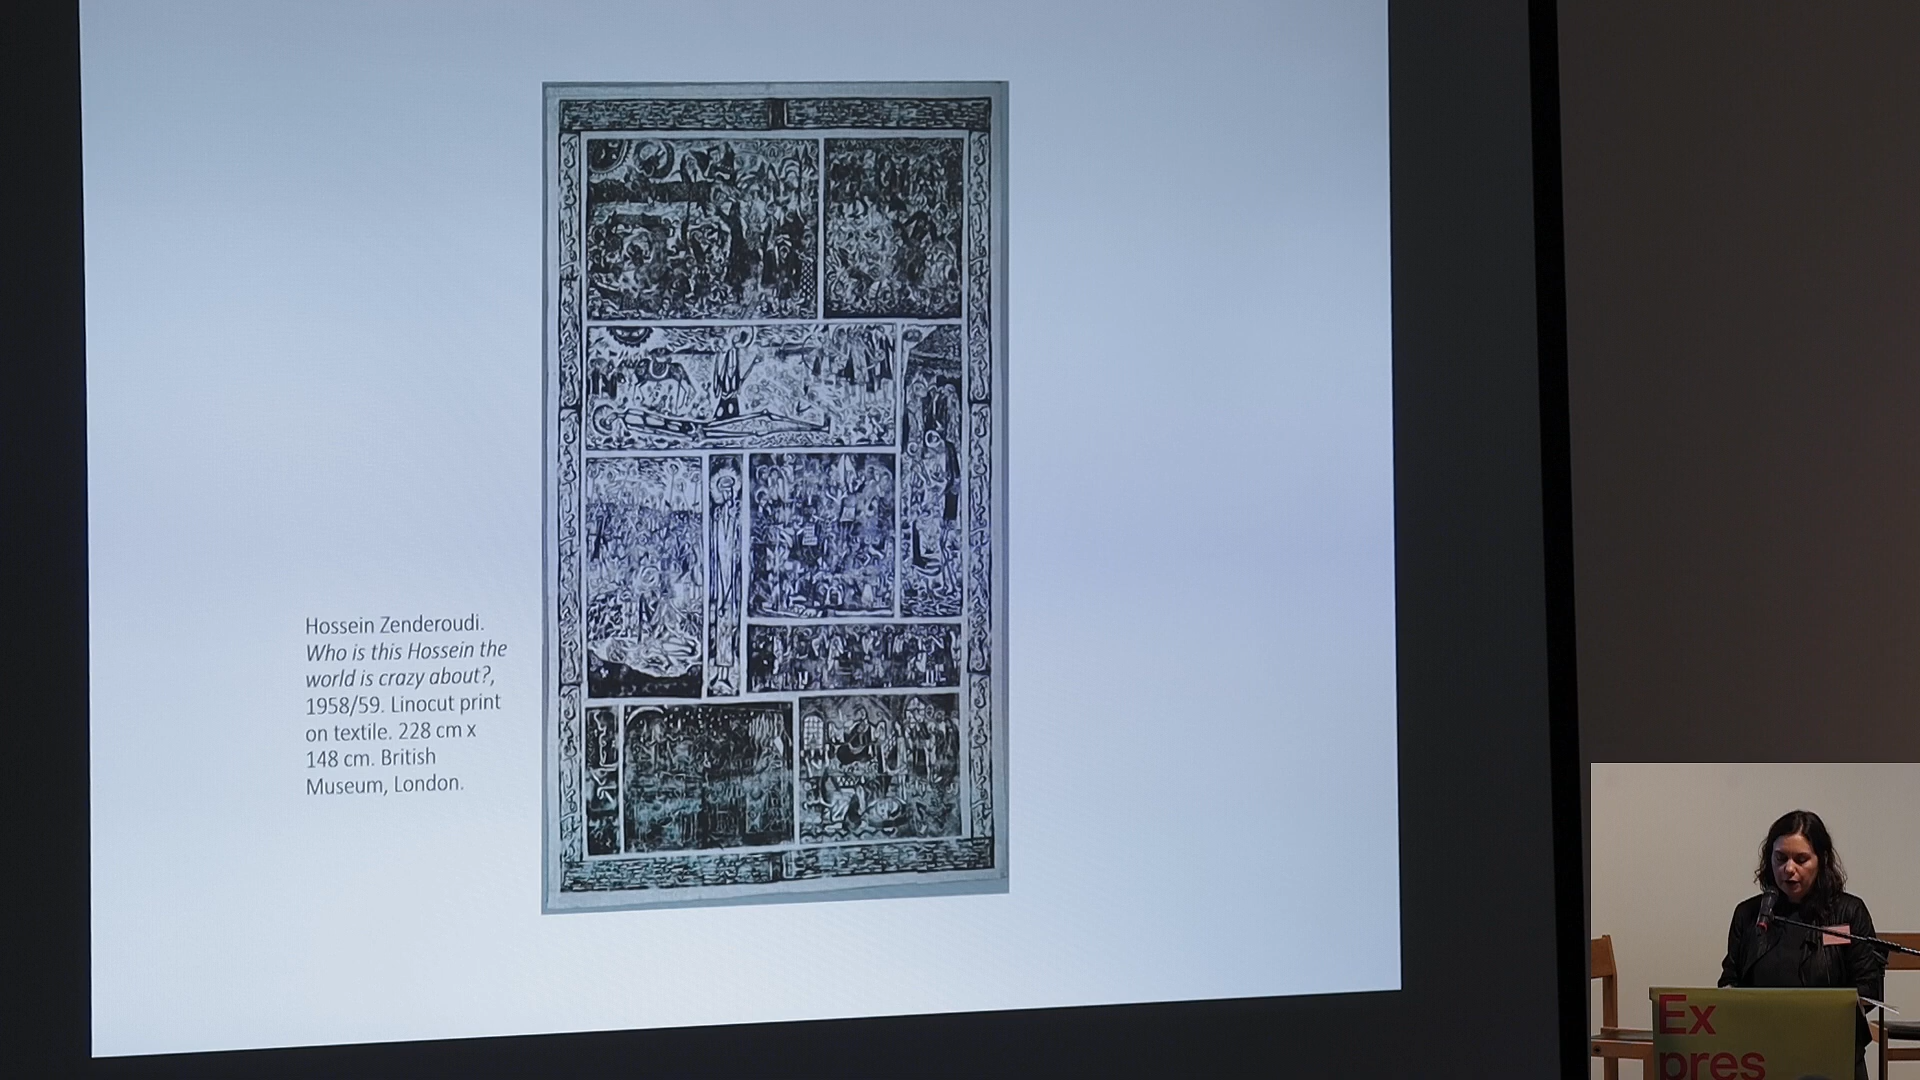 Hossein Zenderoudi.
Who is this Hossein the
world is crazy about?,
1958/59. Linocut print
on textile. 228 cm x
148 cm. British
Museum, London.
Ex
pres